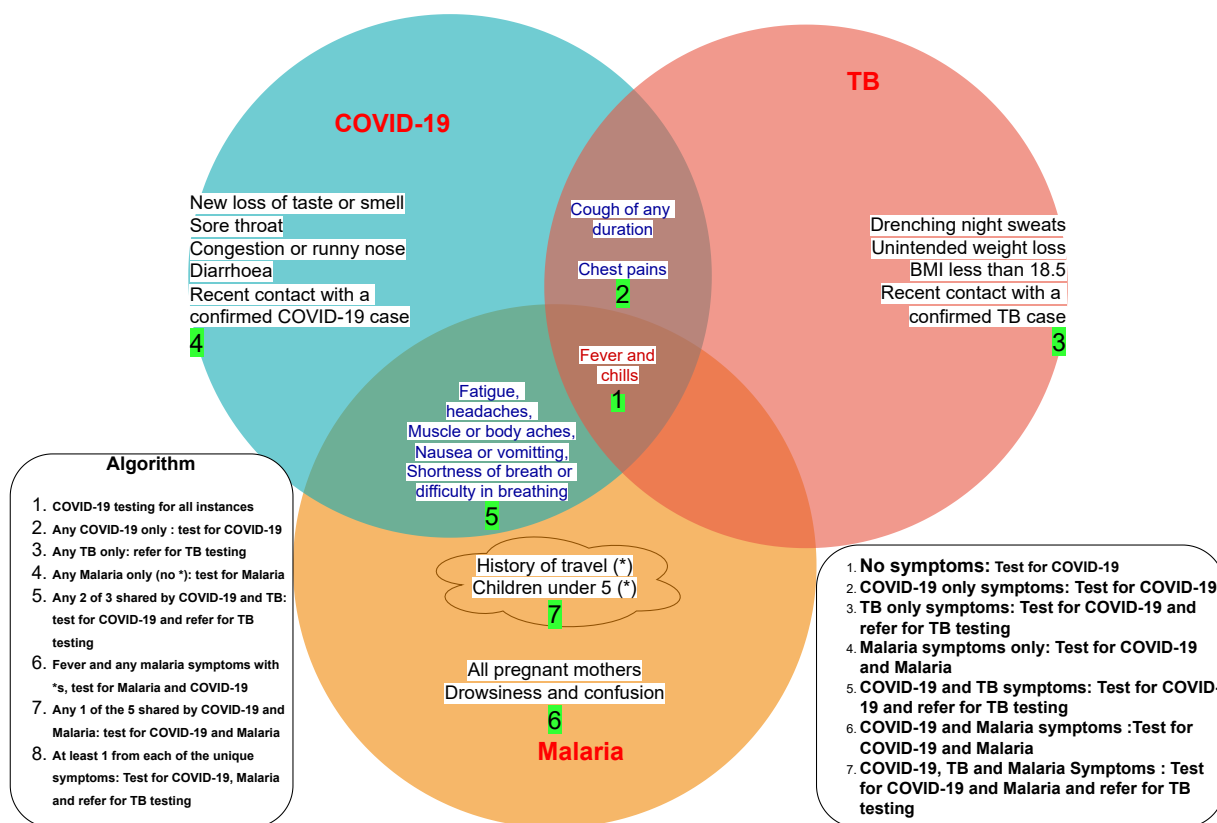 COVID-19
TB
New loss of taste or smell
Sore throat
Congestion or runny nose
Diarrhoea
Recent contact with a
confirmed COVID-19 case
4
Cough of any
duration
Chest pains
2
Drenching night sweats
Unintended weight loss
BMI less than 18.5
Recent contact with a
confirmed TB case
3
Fever and
chills
1
Fatigue,
headaches,
Muscle or body aches,
Nausea or vomitting,
Shortness of breath or
difficulty in breathing
5
History of travel (*)
Children under 5 (*)
7
All pregnant mothers
Drowsiness and confusion
6
Malaria
Algorithm
1. COVID-19 testing for all instances
2. Any COVID-19 only : test for COVID-19
3. Any TB only: refer for TB testing
4. Any Malaria only (no *): test for Malaria
5. Any 2 of 3 shared by COVID-19 and TB:
test for COVID-19 and refer for TB
testing
6. Fever and any malaria symptoms with
*s, test for Malaria and COVID-19
7. Any 1 of the 5 shared by COVID-19 and
Malaria: test for COVID-19 and Malaria
8. At least 1 from each of the unique
symptoms: Test for COVID-19, Malaria
and refer for TB testing
1. No symptoms: Test for COVID-19
2. COVID-19 only symptoms: Test for COVID-19
3. TB only symptoms: Test for COVID-19 and
refer for TB testing
4. Malaria symptoms only: Test for COVID-19
and Malaria
5. COVID-19 and TB symptoms: Test for COVID-
19 and refer for TB testing
6. COVID-19 and Malaria symptoms :Test for
COVID-19 and Malaria
7. COVID-19, TB and Malaria Symptoms : Test
for COVID-19 and Malaria and refer for TB
testing